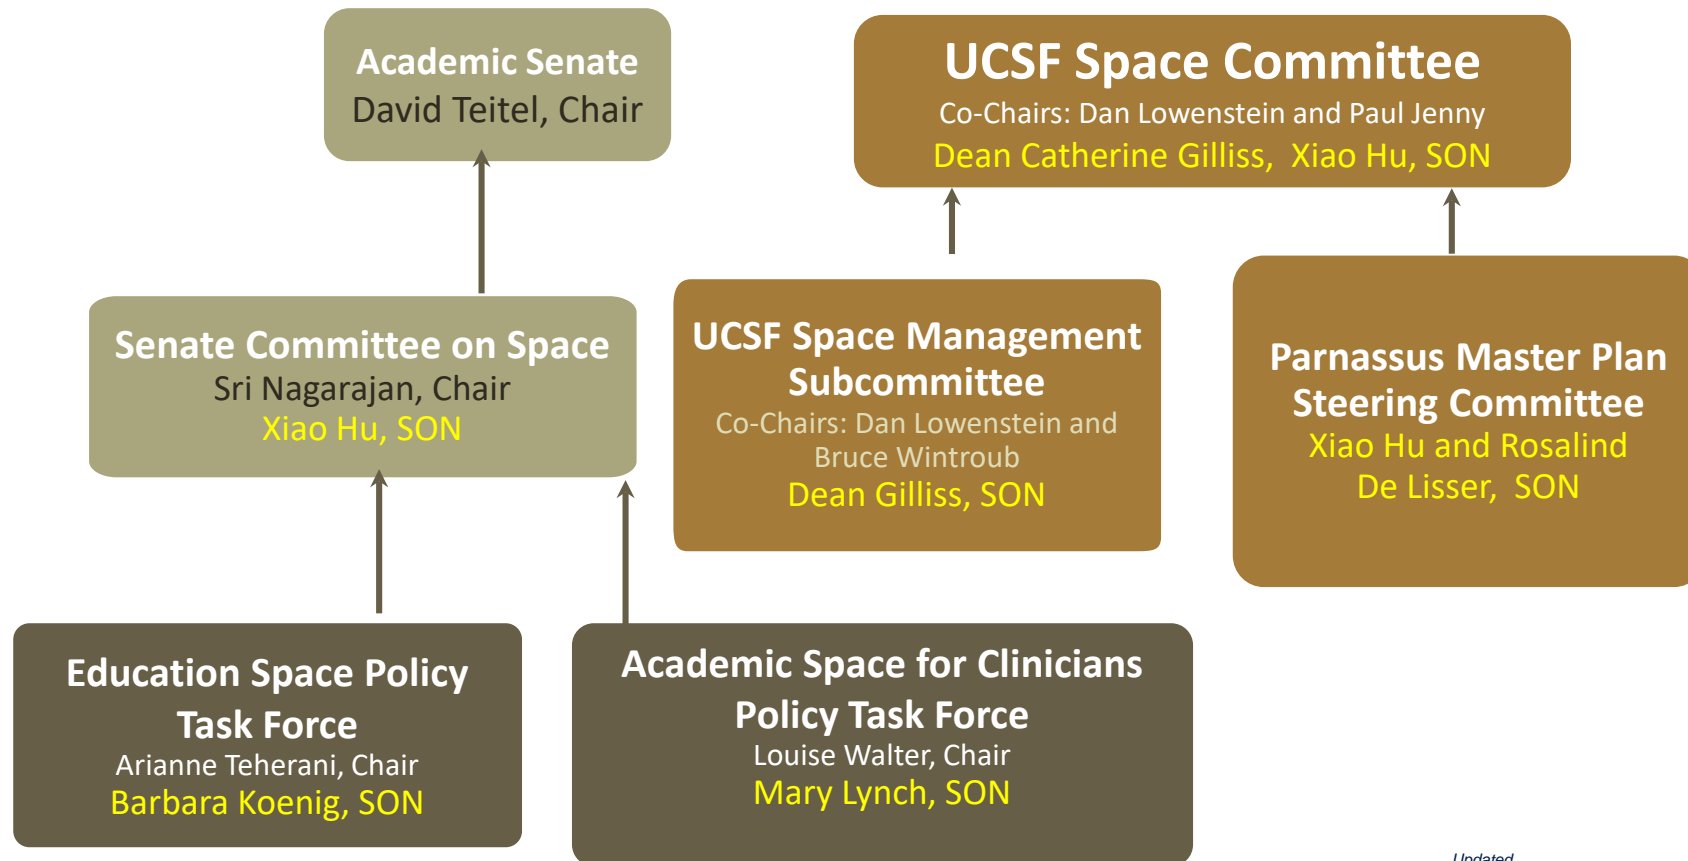 Academic Senate
David Teitel, Chair
UCSF Space Committee
Co-Chairs: Dan Lowenstein and Paul Jenny
Dean Catherine Gilliss,  Xiao Hu, SON
Senate Committee on Space
Sri Nagarajan, Chair
Xiao Hu, SON
UCSF Space Management
Subcommittee
Co-Chairs: Dan Lowenstein and
Bruce Wintroub
Dean Gilliss, SON
Parnassus Master Plan
Steering Committee
Xiao Hu and Rosalind
De Lisser,  SON
Education Space Policy
Task Force
Arianne Teherani, Chair
Barbara Koenig, SON
Academic Space for Clinicians
Policy Task Force
Louise Walter, Chair
Mary Lynch, SON
Updated